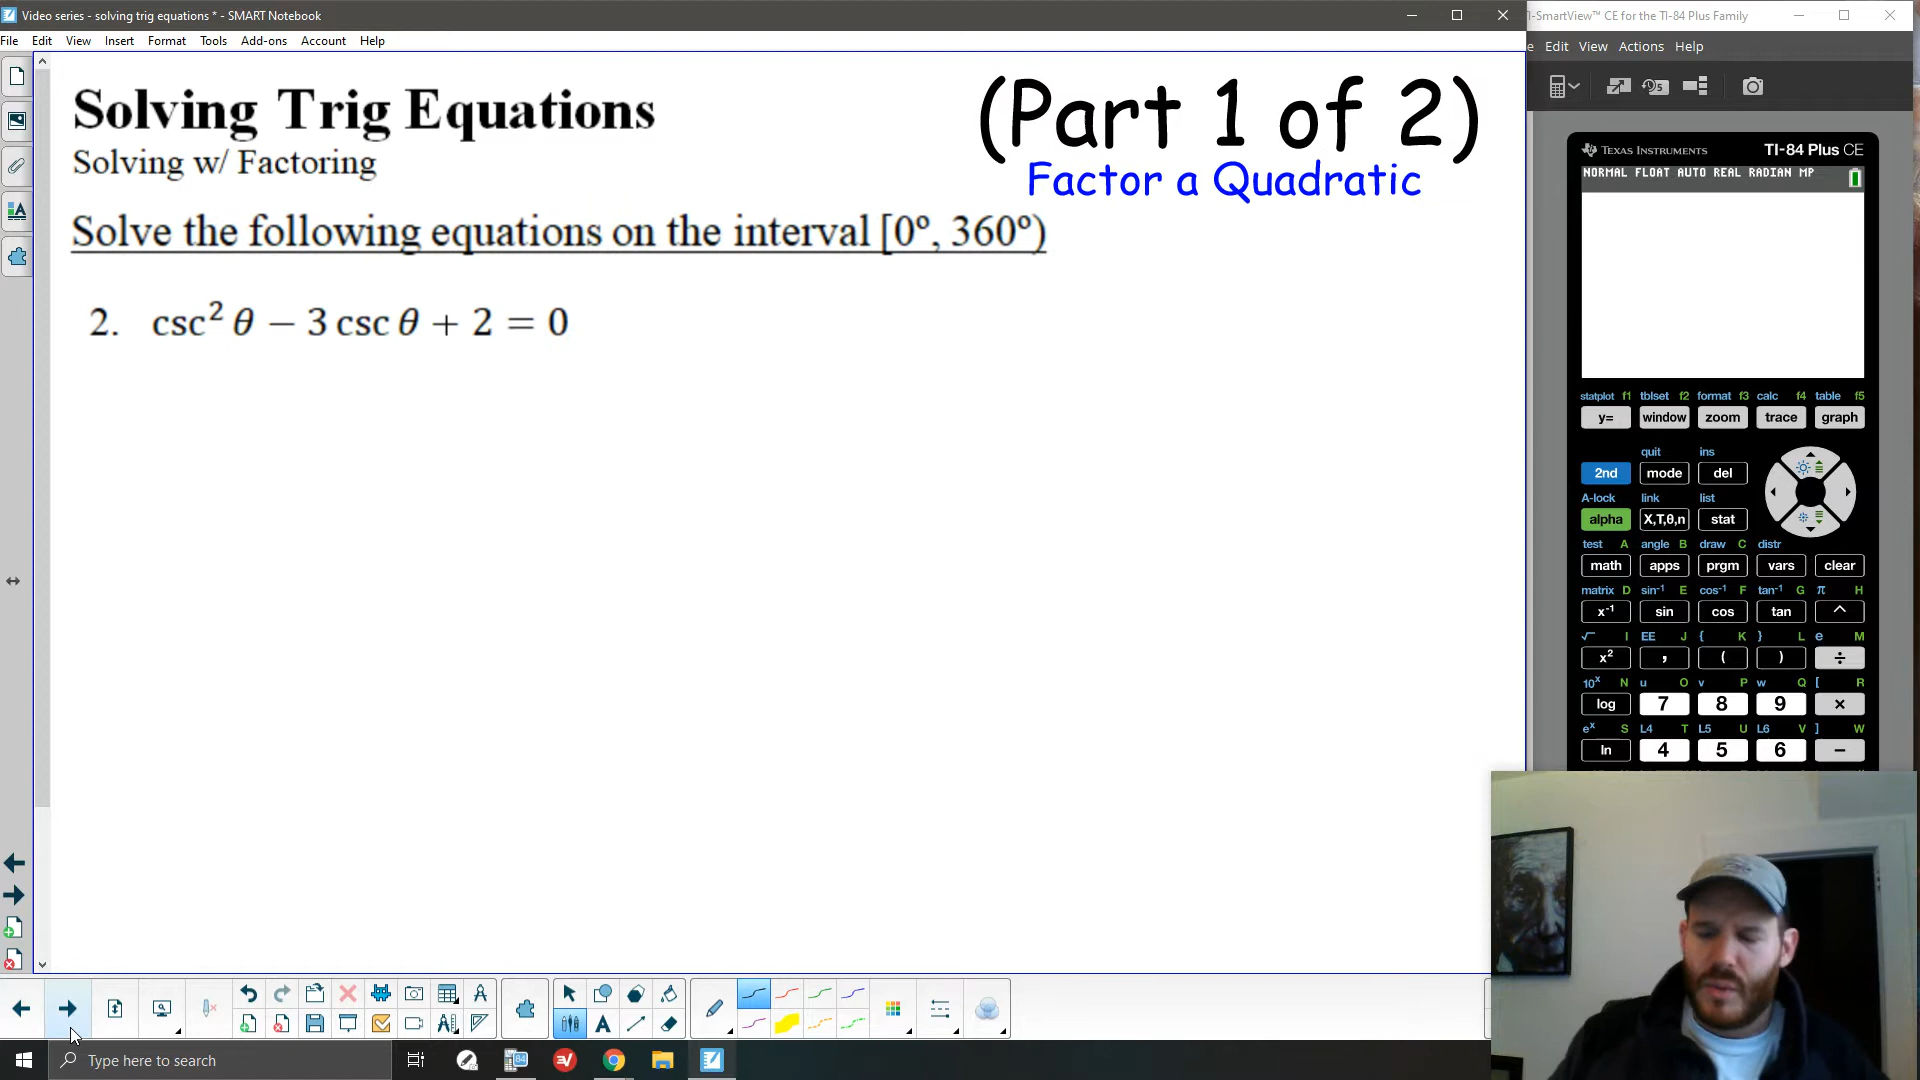 Video series - solving trig equations * - SMART Notebook
File Edit View Insert Format Tools Add-ons Account Help
Solving Trig Equations
Solving w/ Factoring
(Part 1 of 2)
Factor a Quadratic
Solve the following equations on the interval [0º, 360º)
2. csc² θ − 3 csc θ + 2 = 0
TI-SmartView™ CE for the TI-84 Plus Family
Edit View Actions Help
TEXAS INSTRUMENTS TI-84 Plus CE
NORMAL FLOAT AUTO REAL RADIAN MP
statplot f1 tblset f2 format f3 calc f4 table f5
y= window zoom trace graph
quit ins
2nd mode del
A-lock link list
alpha X,T,θ,n stat
test A angle B draw C distr
math apps prgm vars clear
matrix D sin⁻¹ E cos⁻¹ F tan⁻¹ G π H
x⁻¹ sin cos tan ^
√ I EE J { K } L e M
x² , ( ) ÷
10ˣ N u O v P w Q [ R
log 7 8 9 ×
eˣ S L4 T L5 U L6 V ] W
ln 4 5 6 −
Type here to search